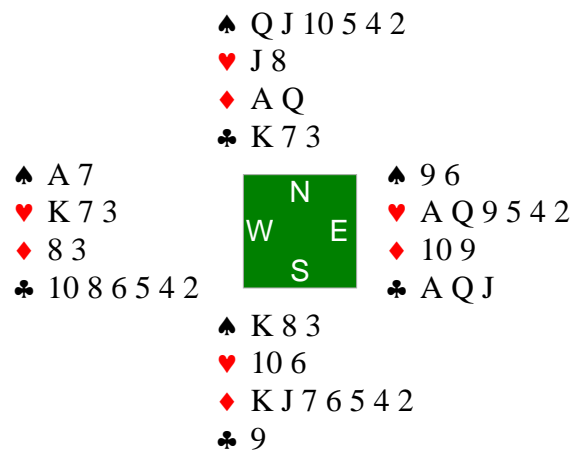 ♠ Q J 10 5 4 2
♥ J 8
♦ A Q
♣ K 7 3
♠ A 7
♥ K 7 3
♦ 8 3
♣ 10 8 6 5 4 2
N
W E
S
♠ 9 6
♥ A Q 9 5 4 2
♦ 10 9
♣ A Q J
♠ K 8 3
♥ 10 6
♦ K J 7 6 5 4 2
♣ 9